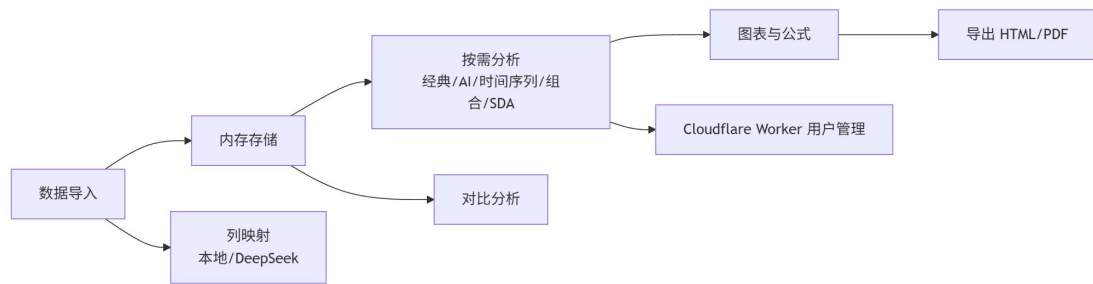 数据导入
列映射
本地/DeepSeek
内存存储
对比分析
按需分析
经典/AI/时间序列/组
合/SDA
图表与公式
Cloudflare Worker 用户管理
导出 HTML/PDF